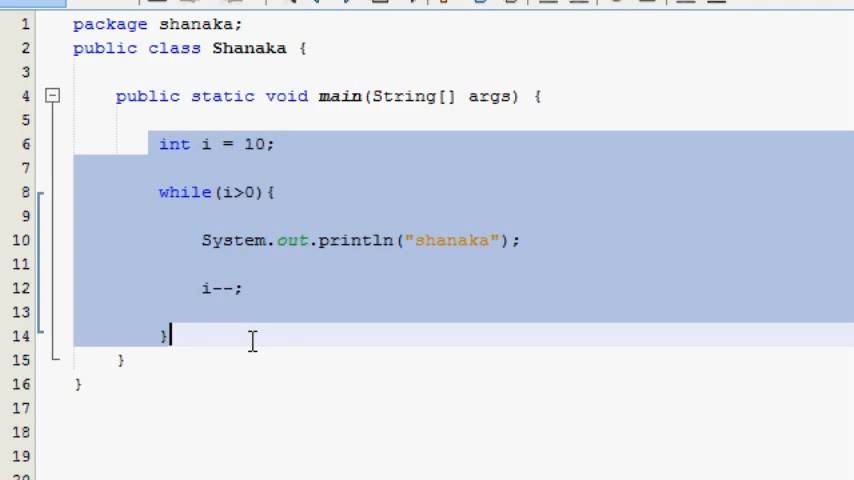 1 package shanaka;
2 public class Shanaka {
3
4 public static void main(String[] args) {
5
6 int i = 10;
7
8 while(i>0){
9
10 System.out.println("shanaka");
11
12 i--;
13
14 }
15 }
16 }
17
18
19